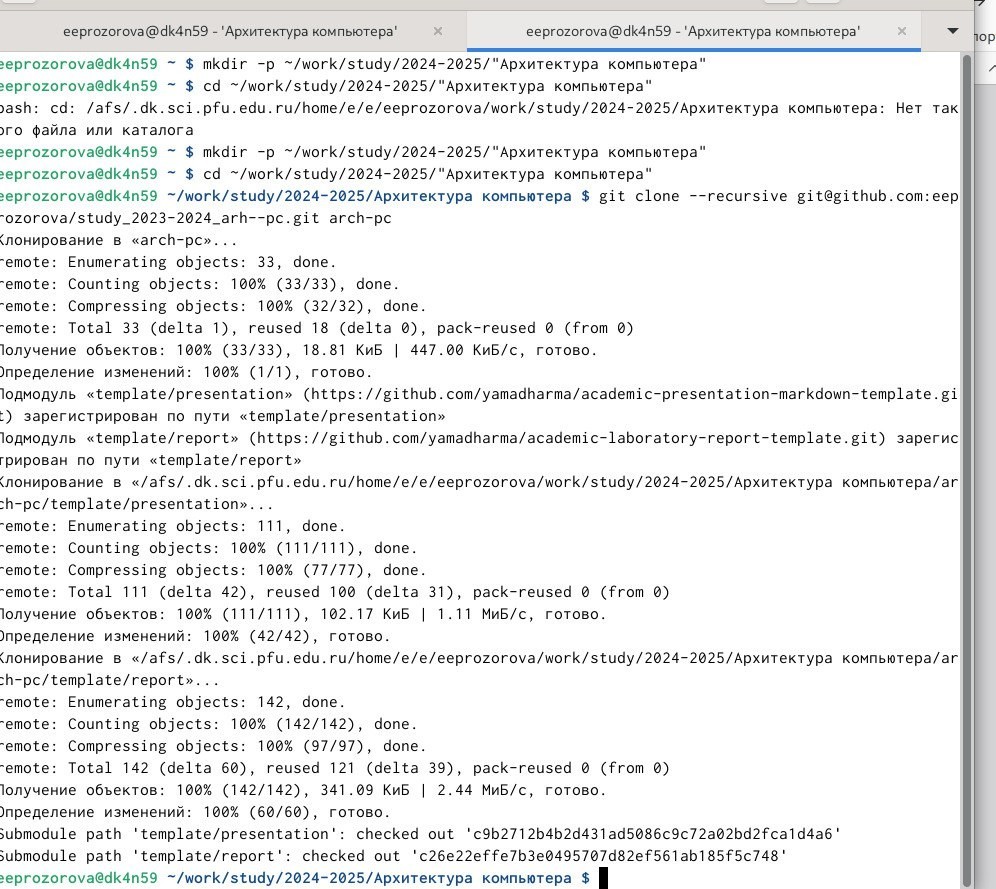 eeprozorova@dk4n59 - 'Архитектура компьютера' × eeprozorova@dk4n59 - 'Архитектура компьютера' ×
eeprozorova@dk4n59 ~ $ mkdir -p ~/work/study/2024-2025/"Архитектура компьютера"
eeprozorova@dk4n59 ~ $ cd ~/work/study/2024-2025/"Архитектура компьютера"
bash: cd: /afs/.dk.sci.pfu.edu.ru/home/e/e/eeprozorova/work/study/2024-2025/Архитектура компьютера: Нет так
ого файла или каталога
eeprozorova@dk4n59 ~ $ mkdir -p ~/work/study/2024-2025/"Архитектура компьютера"
eeprozorova@dk4n59 ~ $ cd ~/work/study/2024-2025/"Архитектура компьютера"
eeprozorova@dk4n59 ~/work/study/2024-2025/Архитектура компьютера $ git clone --recursive git@github.com:eep
rozorova/study_2023-2024_arh--pc.git arch-pc
Клонирование в «arch-pc»...
remote: Enumerating objects: 33, done.
remote: Counting objects: 100% (33/33), done.
remote: Compressing objects: 100% (32/32), done.
remote: Total 33 (delta 1), reused 18 (delta 0), pack-reused 0 (from 0)
Получение объектов: 100% (33/33), 18.81 КиБ | 447.00 КиБ/с, готово.
Определение изменений: 100% (1/1), готово.
Подмодуль «template/presentation» (https://github.com/yamadharma/academic-presentation-markdown-template.gi
t) зарегистрирован по пути «template/presentation»
Подмодуль «template/report» (https://github.com/yamadharma/academic-laboratory-report-template.git) зарегис
трирован по пути «template/report»
Клонирование в «/afs/.dk.sci.pfu.edu.ru/home/e/e/eeprozorova/work/study/2024-2025/Архитектура компьютера/ar
ch-pc/template/presentation»...
remote: Enumerating objects: 111, done.
remote: Counting objects: 100% (111/111), done.
remote: Compressing objects: 100% (77/77), done.
remote: Total 111 (delta 42), reused 100 (delta 31), pack-reused 0 (from 0)
Получение объектов: 100% (111/111), 102.17 КиБ | 1.11 МиБ/с, готово.
Определение изменений: 100% (42/42), готово.
Клонирование в «/afs/.dk.sci.pfu.edu.ru/home/e/e/eeprozorova/work/study/2024-2025/Архитектура компьютера/ar
ch-pc/template/report»...
remote: Enumerating objects: 142, done.
remote: Counting objects: 100% (142/142), done.
remote: Compressing objects: 100% (97/97), done.
remote: Total 142 (delta 60), reused 121 (delta 39), pack-reused 0 (from 0)
Получение объектов: 100% (142/142), 341.09 КиБ | 2.44 МиБ/с, готово.
Определение изменений: 100% (60/60), готово.
Submodule path 'template/presentation': checked out 'c9b2712b4b2d431ad5086c9c72a02bd2fca1d4a6'
Submodule path 'template/report': checked out 'c26e22effe7b3e0495707d82ef561ab185f5c748'
eeprozorova@dk4n59 ~/work/study/2024-2025/Архитектура компьютера $